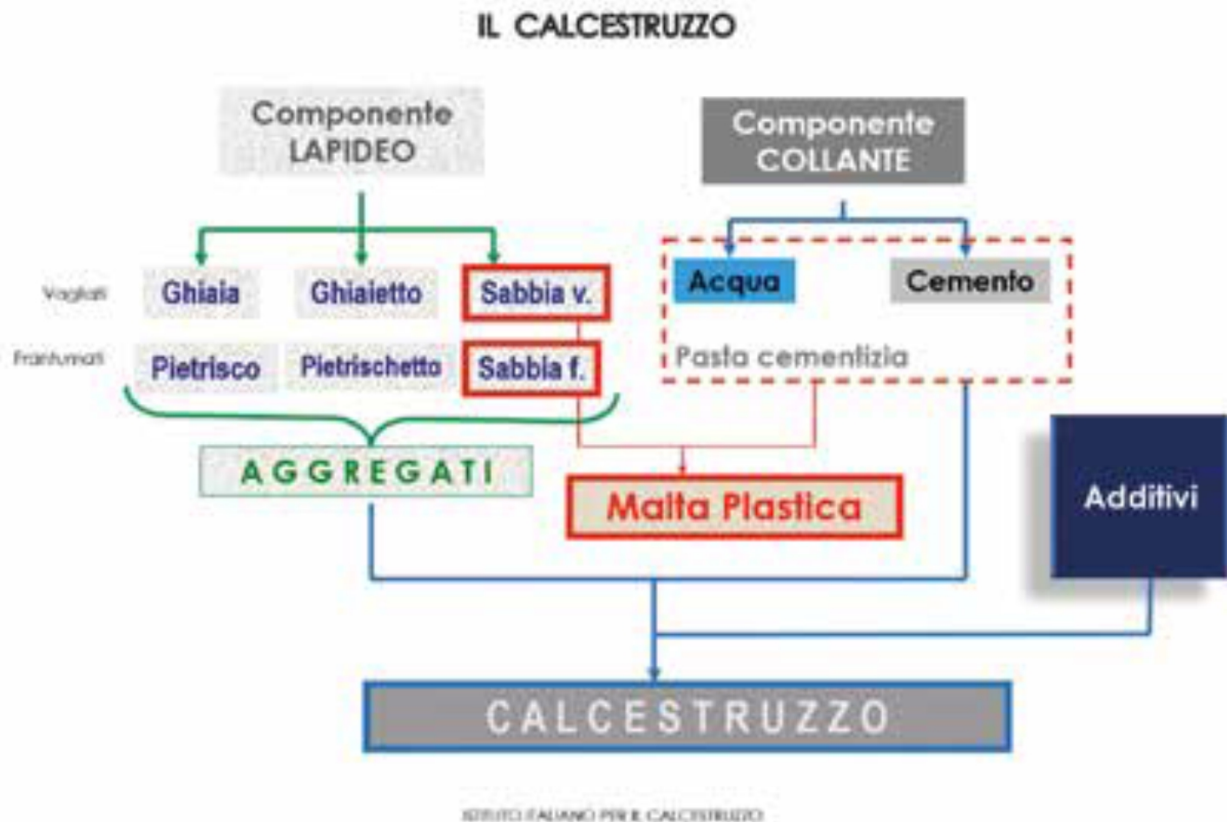 IL CALCESTRUZZO
Componente
LAPIDEO
Componente
COLLANTE
Vagliati
Ghiaia
Ghiaietto
Sabbia v.
Acqua
Cemento
Frantumati
Pietrisco
Pietrischetto
Sabbia f.
Pasta cementizia
AGGREGATI
Malta Plastica
Additivi
CALCESTRUZZO
ISTITUTO ITALIANO PER IL CALCESTRUZZO